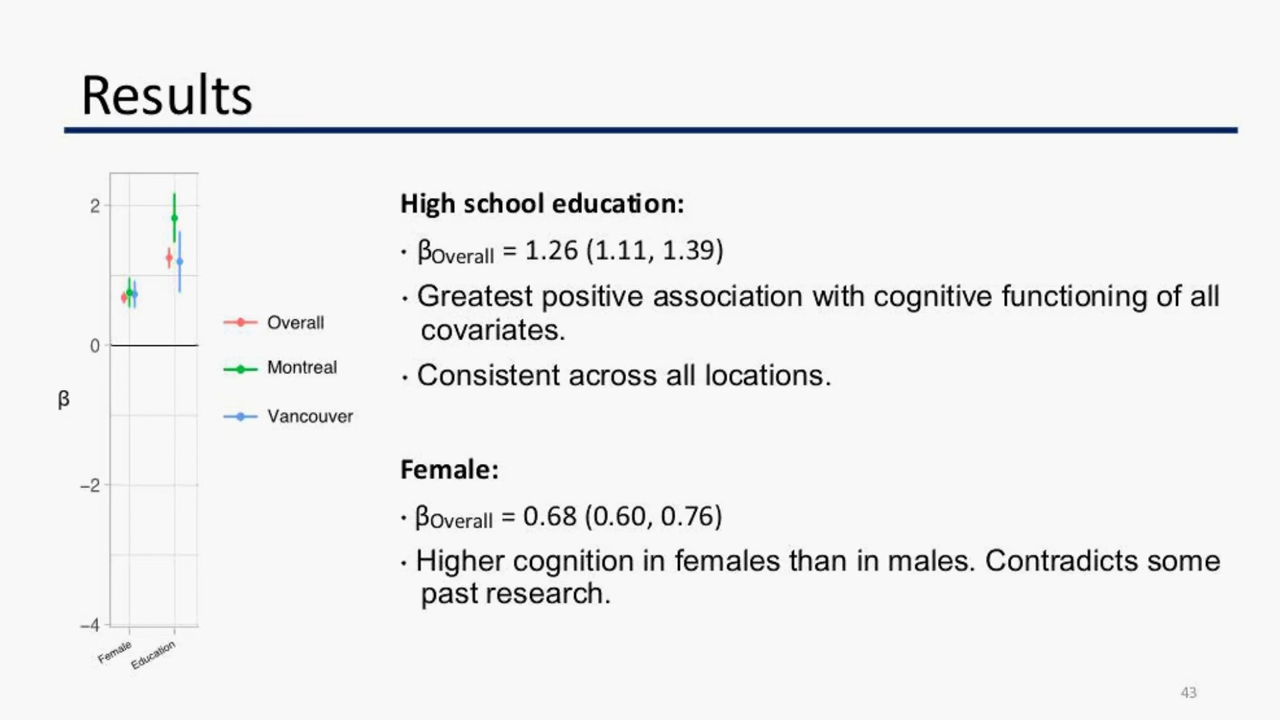 Results
2
0
β
−2
−4
Female
Education
Overall
Montreal
Vancouver
High school education:
· βOverall = 1.26 (1.11, 1.39)
· Greatest positive association with cognitive functioning of all
covariates.
· Consistent across all locations.
Female:
· βOverall = 0.68 (0.60, 0.76)
· Higher cognition in females than in males. Contradicts some
past research.
43